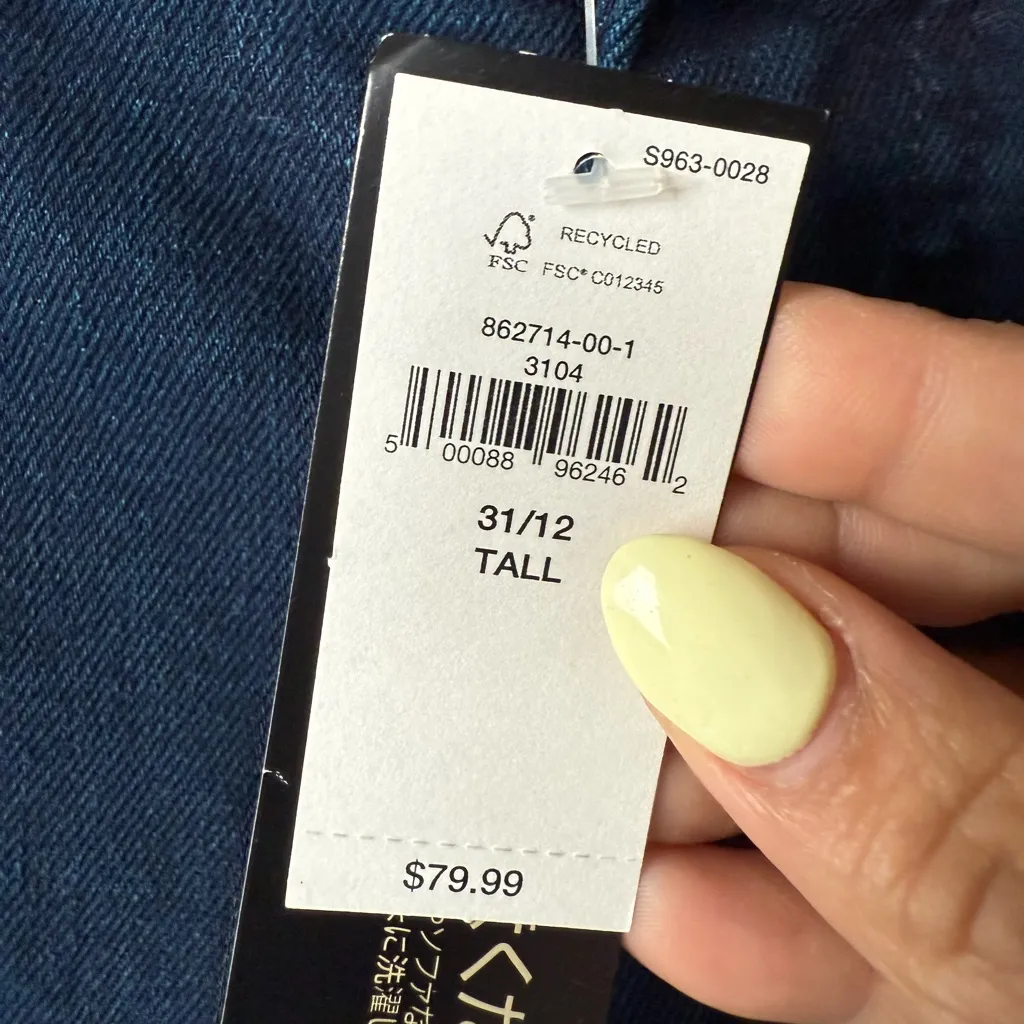 S963-0028
RECYCLED
FSC FSC® C012345
862714-00-1
3104
5 00088 96246 2
31/12
TALL
$79.99